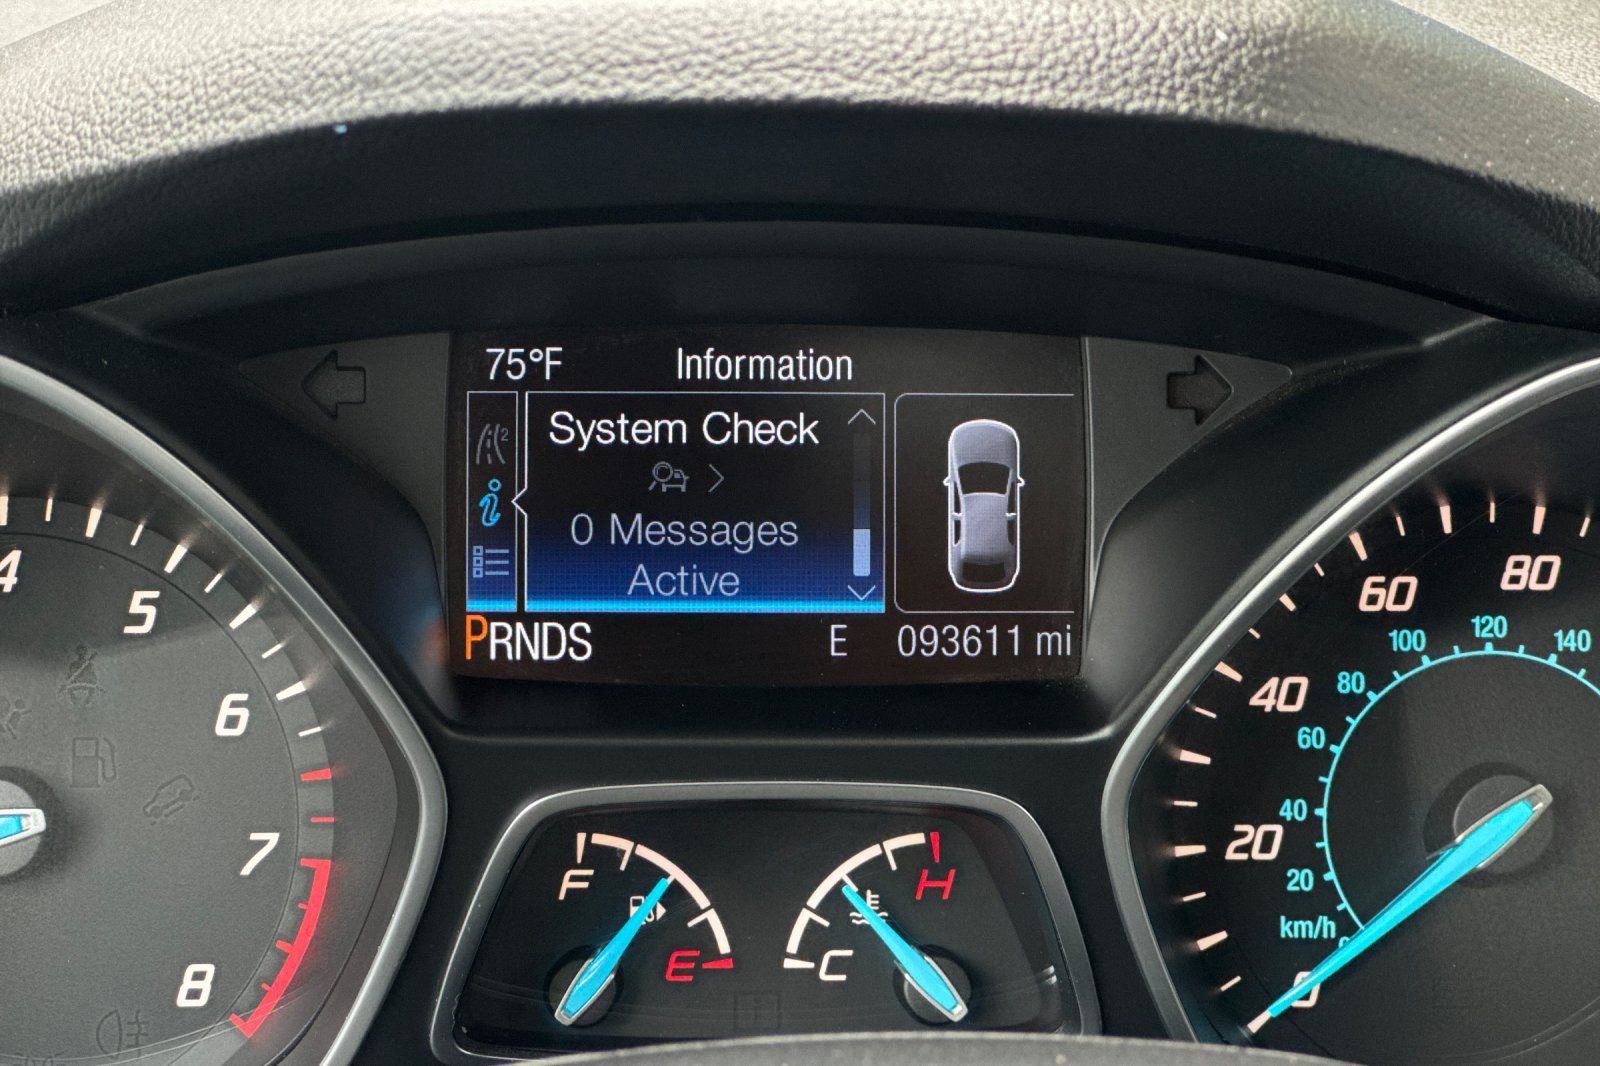 75°F Information
System Check
0 Messages
Active
PRNDS E 093611 mi
4
5
6
7
8
F
E
C
H
0
20
40
60
80
km/h
20
40
60
80
100
120
140